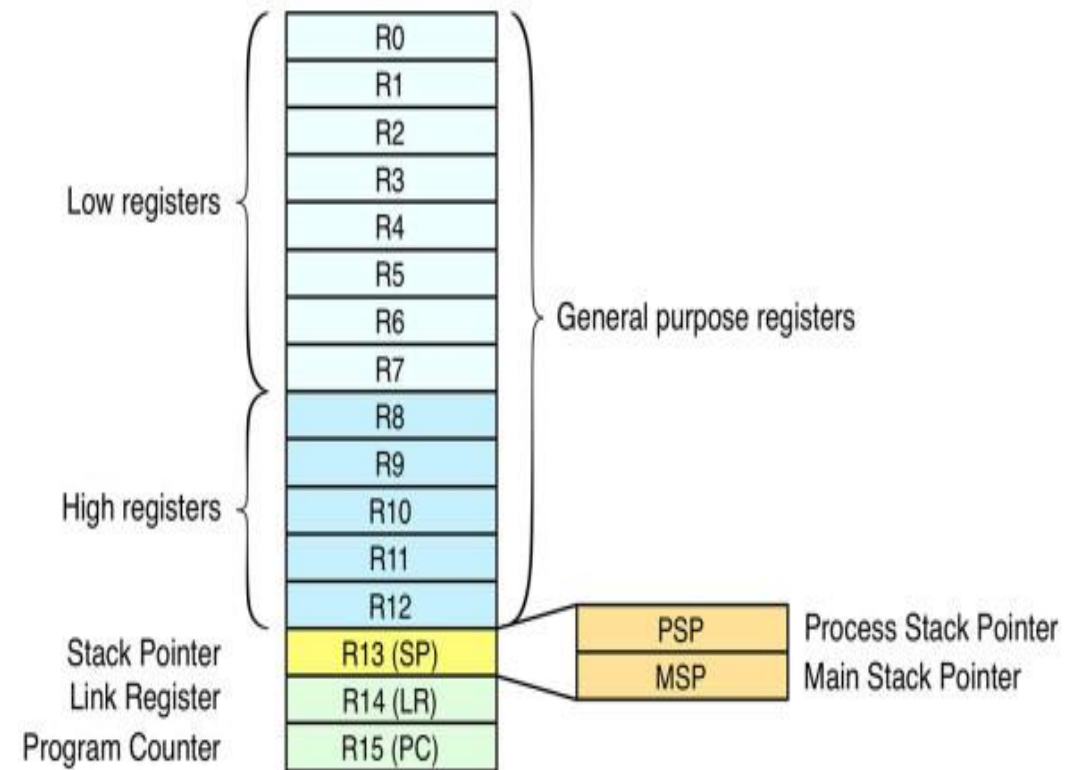 R0
R1
R2
R3
Low registers
R4
R5
R6
General purpose registers
R7
R8
R9
High registers
R10
R11
R12
PSP
Process Stack Pointer
Stack Pointer
R13 (SP)
MSP
Main Stack Pointer
Link Register
R14 (LR)
Program Counter
R15 (PC)